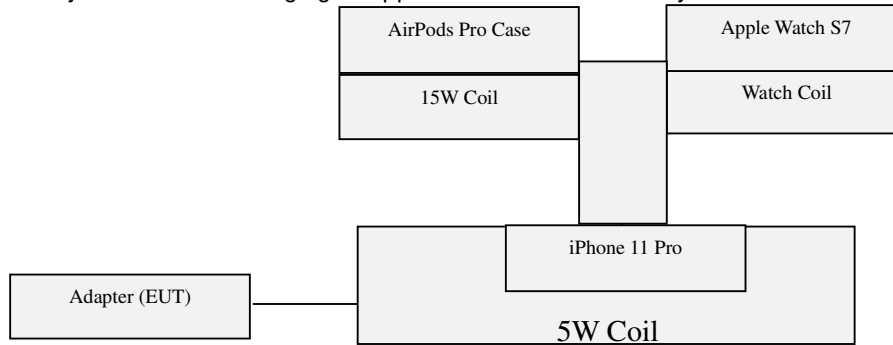 AirPods Pro Case
Apple Watch S7
15W Coil
Watch Coil
iPhone 11 Pro
Adapter (EUT)
5W Coil